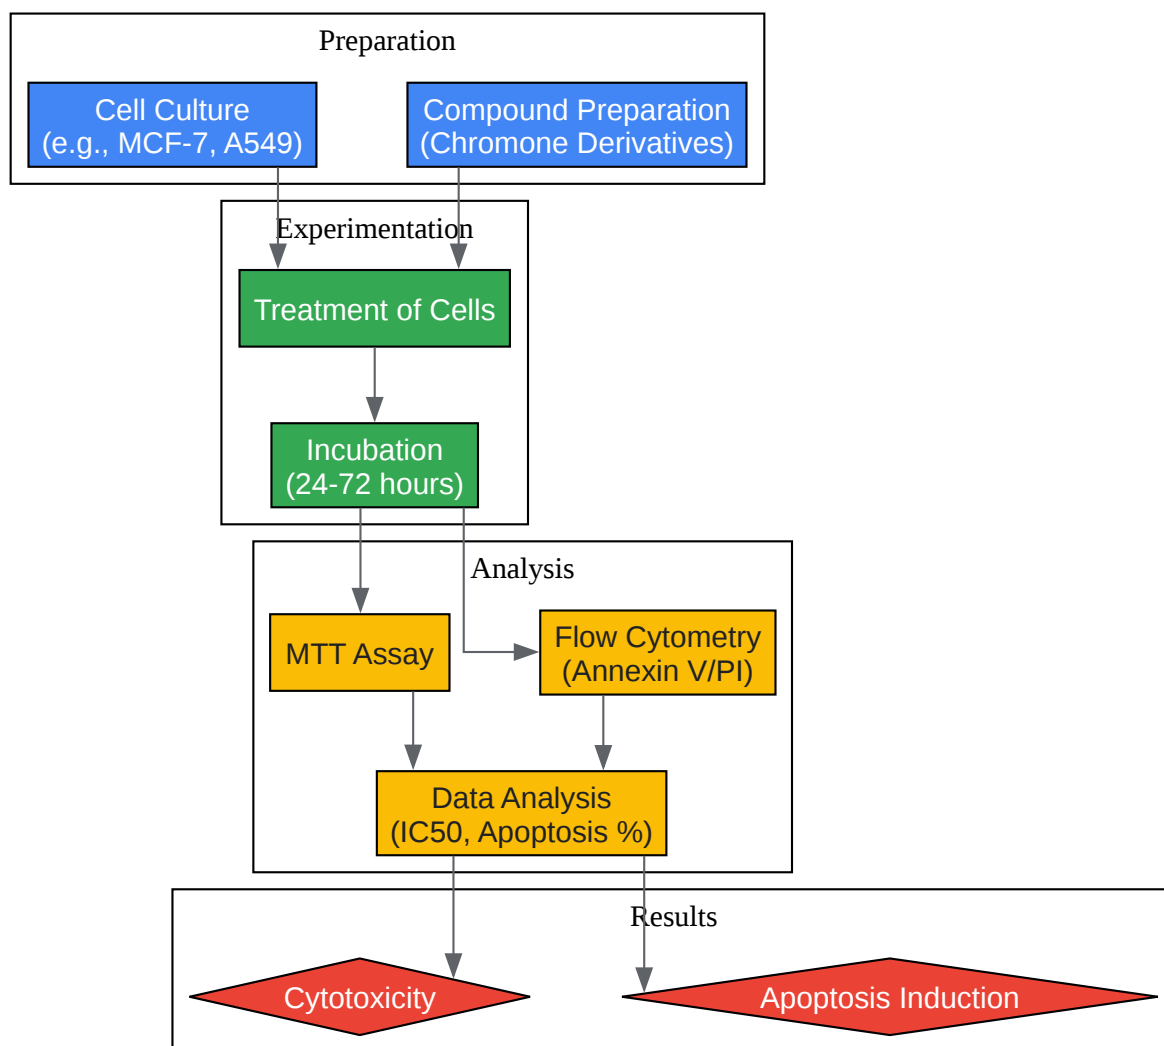 Preparation
Cell Culture
(e.g., MCF-7, A549)
Compound Preparation
(Chromone Derivatives)
Experimentation
Treatment of Cells
Incubation
(24-72 hours)
Analysis
MTT Assay
Flow Cytometry
(Annexin V/PI)
Data Analysis
(IC50, Apoptosis %)
Results
Cytotoxicity
Apoptosis Induction